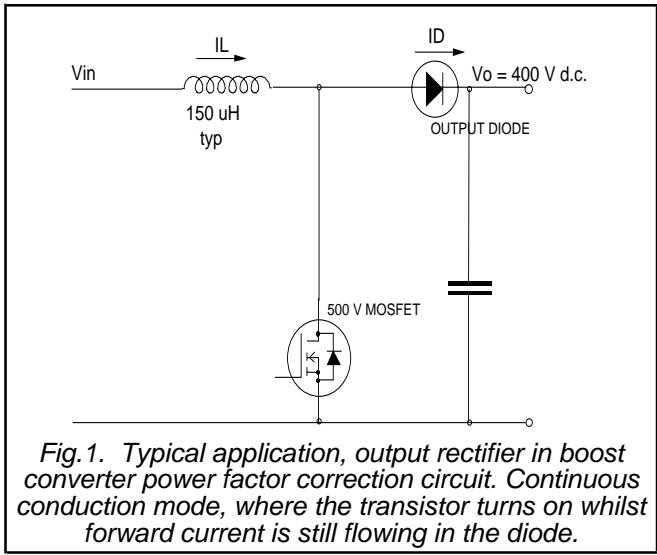 IL
ID
Vin
Vo = 400 V d.c.
150 uH
typ
OUTPUT DIODE
500 V MOSFET
Fig.1. Typical application, output rectifier in boost
converter power factor correction circuit. Continuous
conduction mode, where the transistor turns on whilst
forward current is still flowing in the diode.